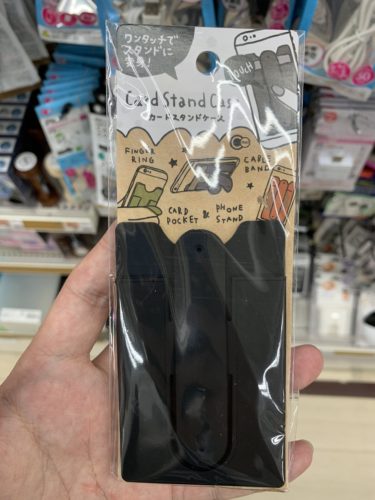 ワンタッチで
スタンドに
変身!
TOUCH
Card Stand Case
カードスタンドケース
FINGER
RING
CABLE
BAND
CARD
POCKET
&
PHONE
STAND